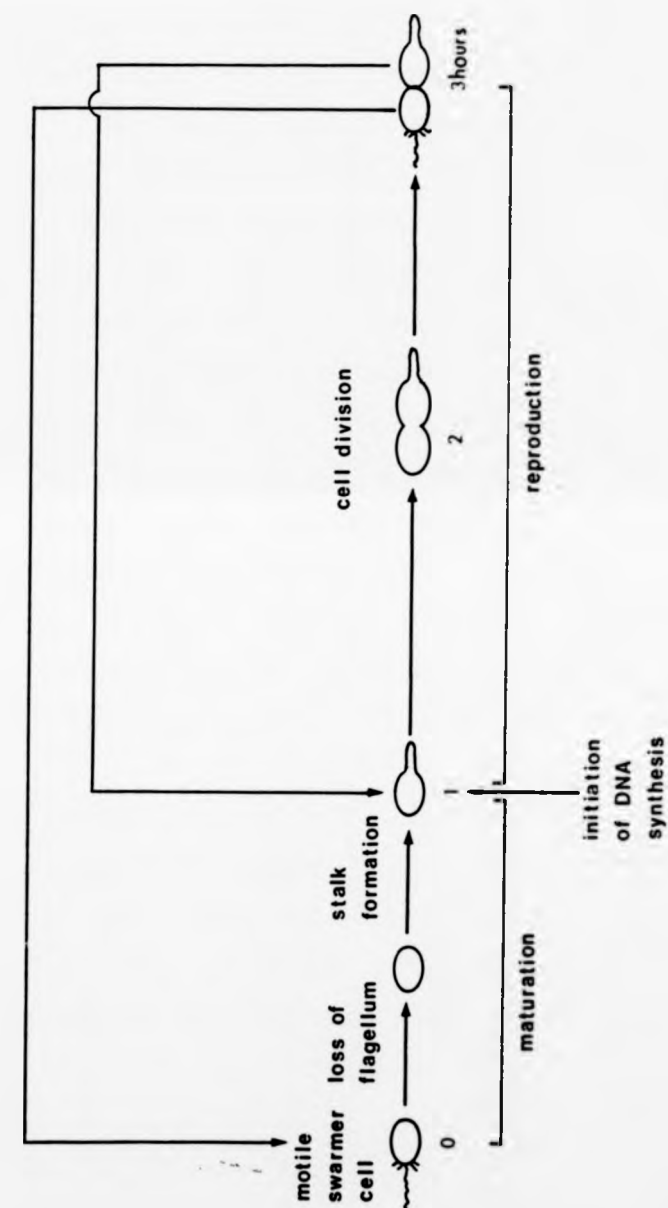 motile
swarmer
cell
loss of
flagellum
stalk
formation
cell division
0
1
2
3hours
maturation
reproduction
initiation
of DNA
synthesis